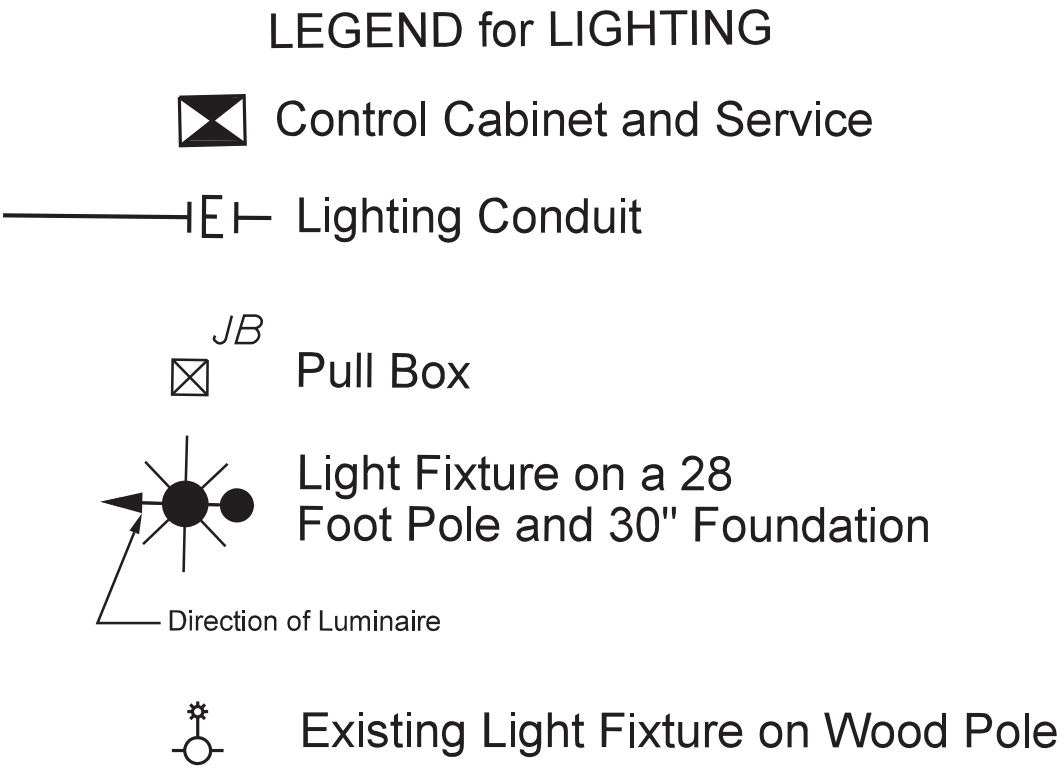 LEGEND for LIGHTING
Control Cabinet and Service
E Lighting Conduit
JB
Pull Box
Light Fixture on a 28
Foot Pole and 30" Foundation
Direction of Luminaire
Existing Light Fixture on Wood Pole